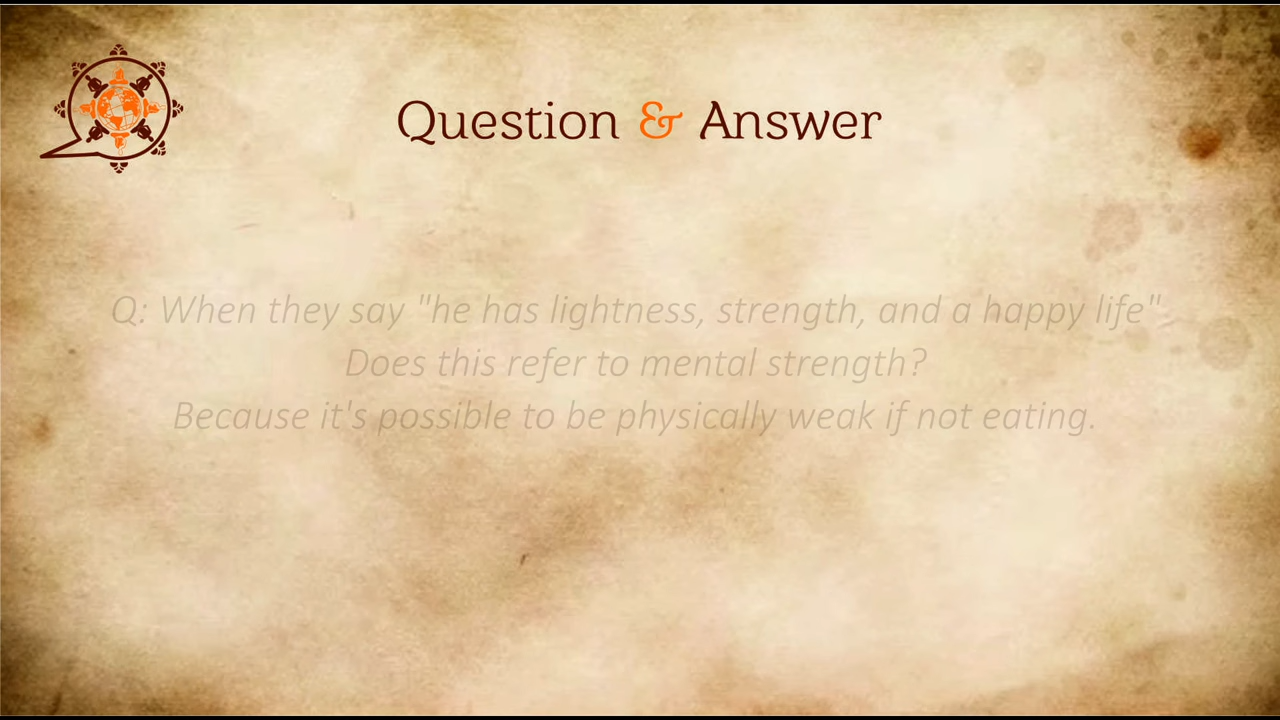 Question & Answer
Q: When they say "he has lightness, strength, and a happy life"
Does this refer to mental strength?
Because it's possible to be physically weak if not eating.